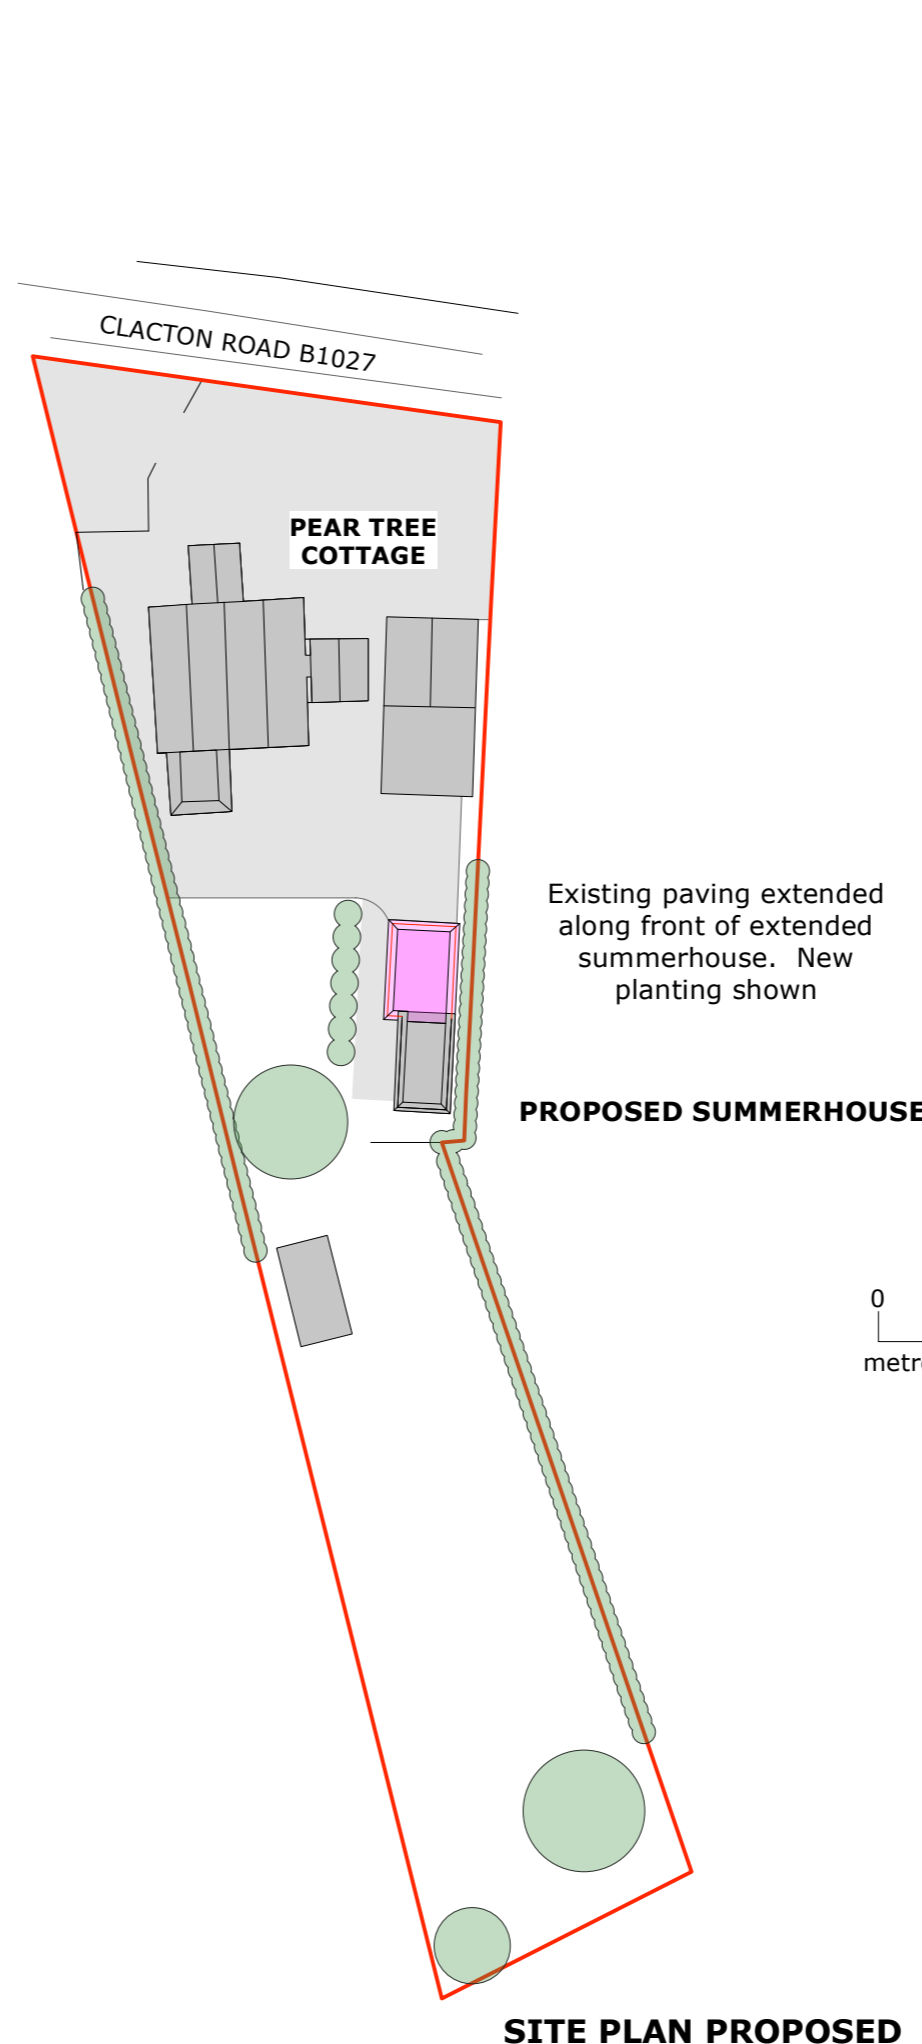 CLACTON ROAD B1027
PEAR TREE
COTTAGE
Existing paving extended
along front of extended
summerhouse. New
planting shown
PROPOSED SUMMERHOUSE
0
SITE PLAN PROPOSED